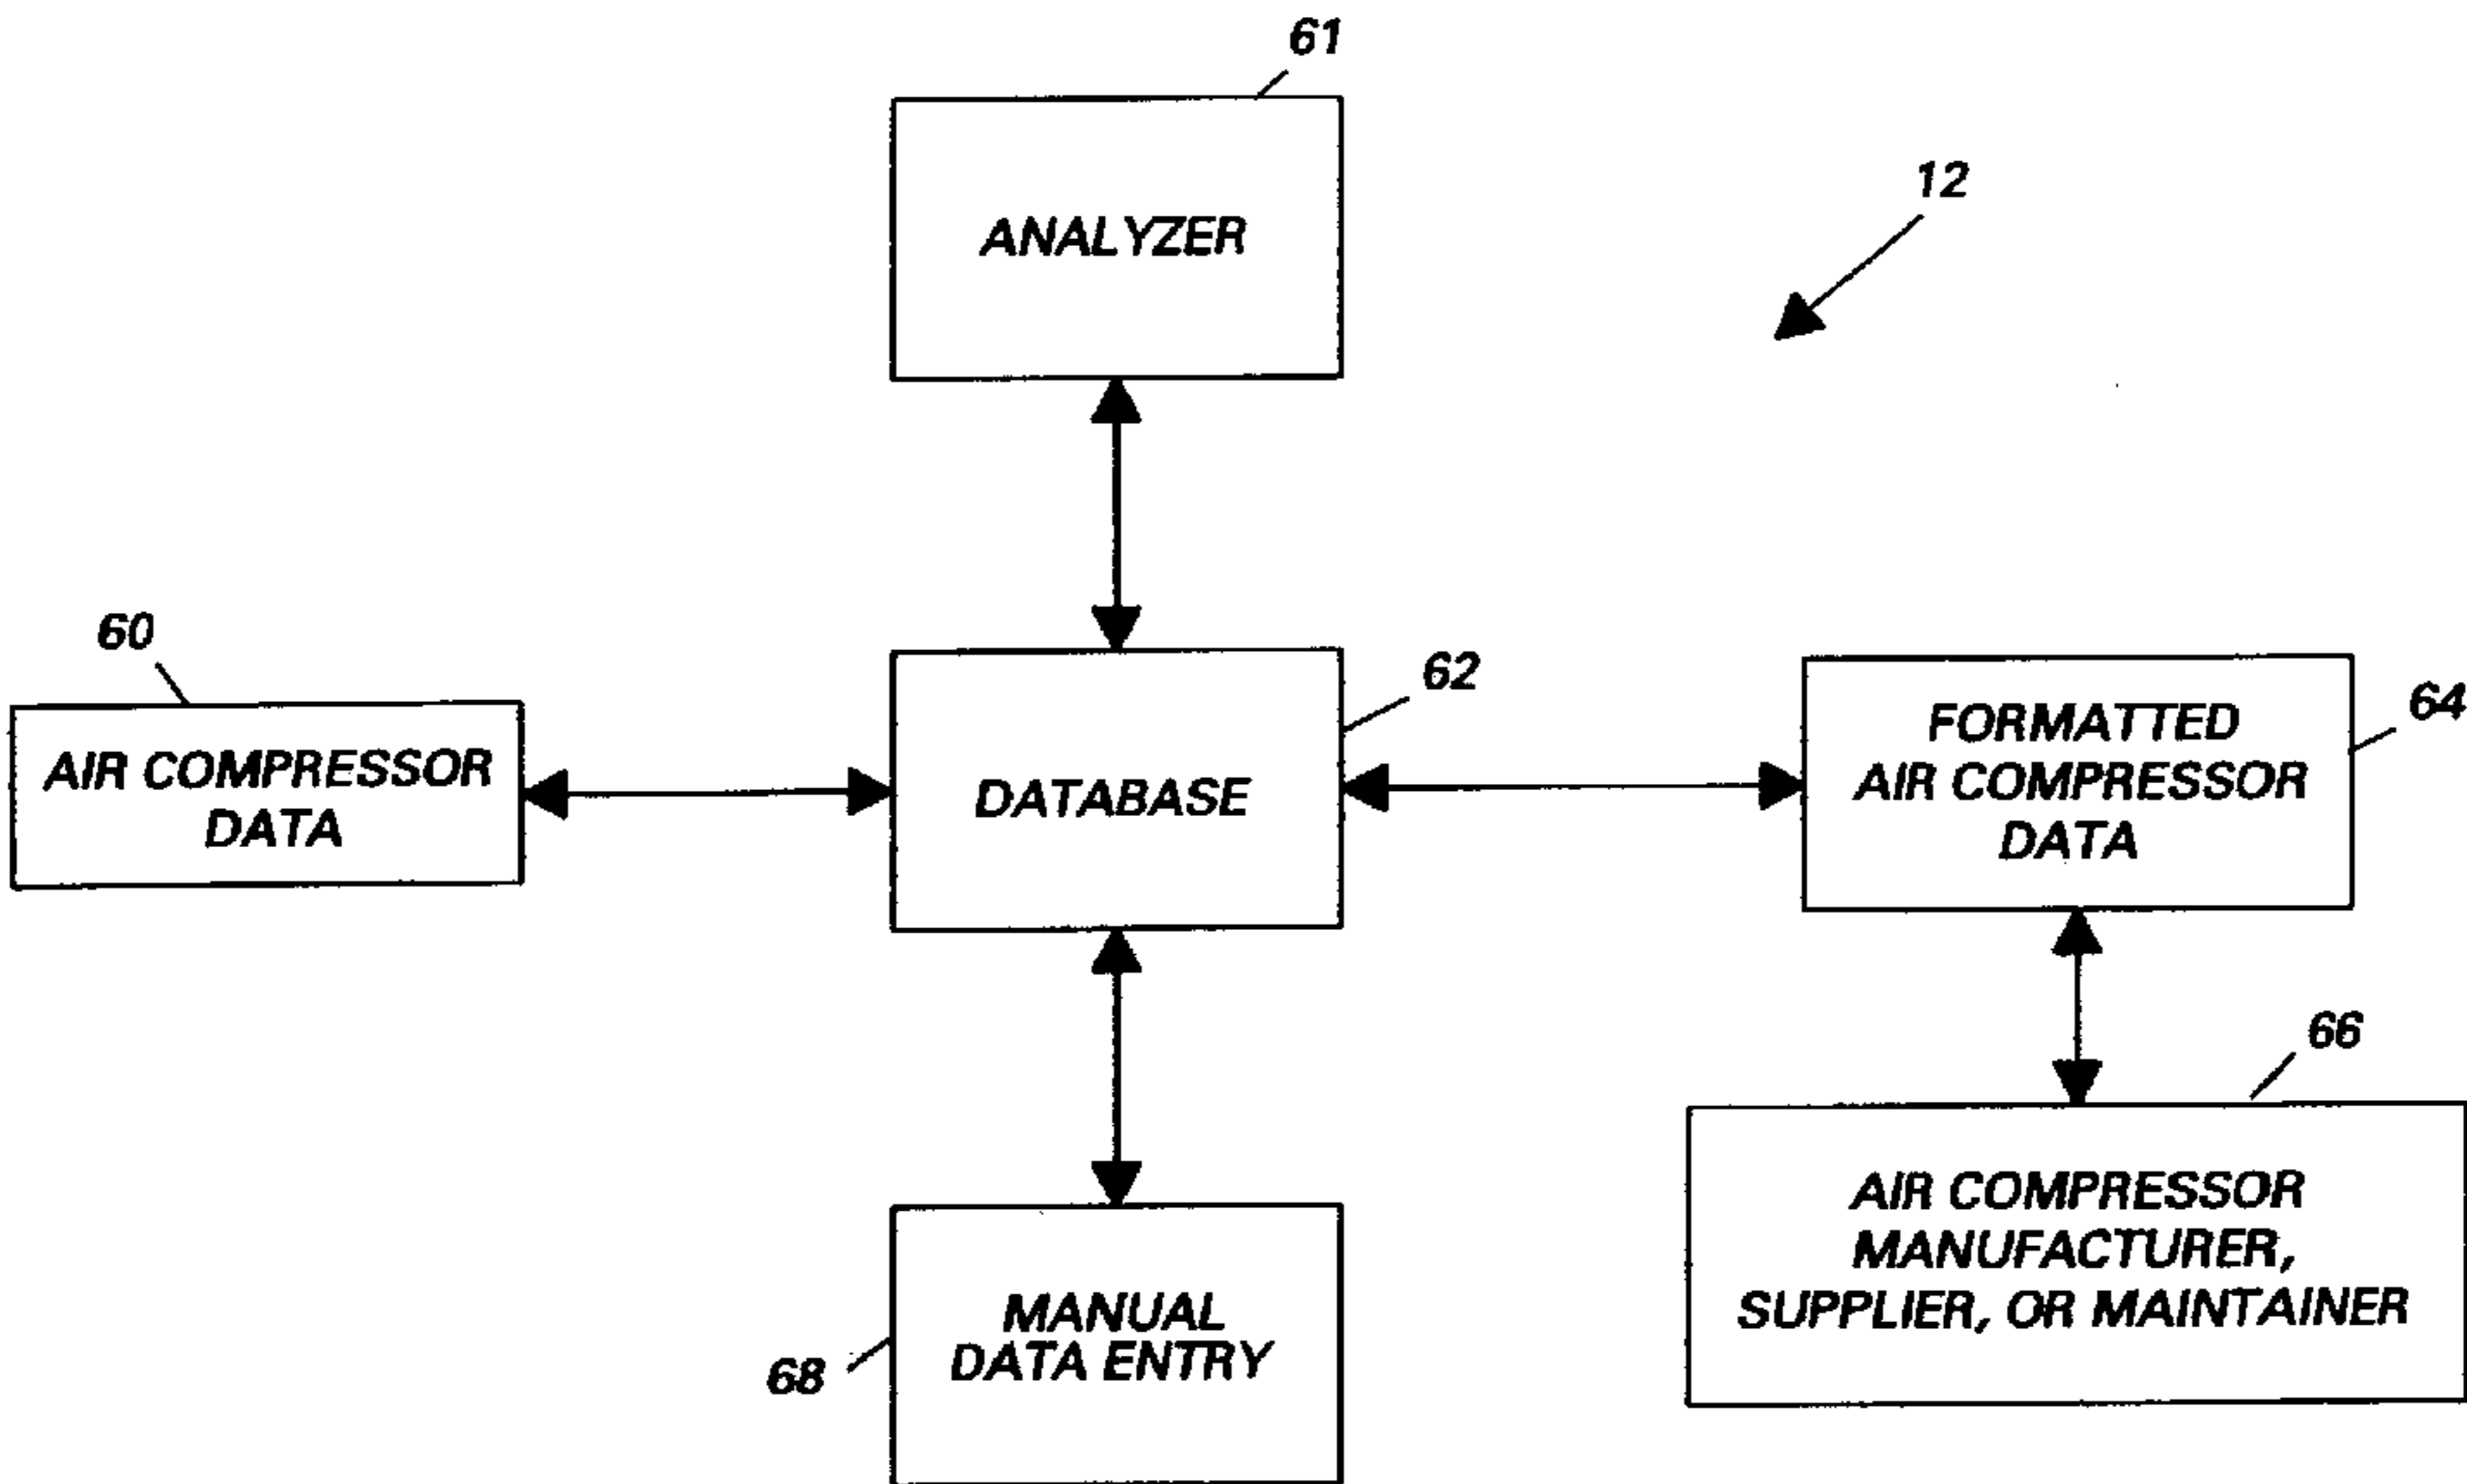 61
ANALYZER
12
60
AIR COMPRESSOR
DATA
62
DATABASE
64
FORMATTED
AIR COMPRESSOR
DATA
66
AIR COMPRESSOR
MANUFACTURER,
SUPPLIER, OR MAINTAINER
68
MANUAL
DATA ENTRY